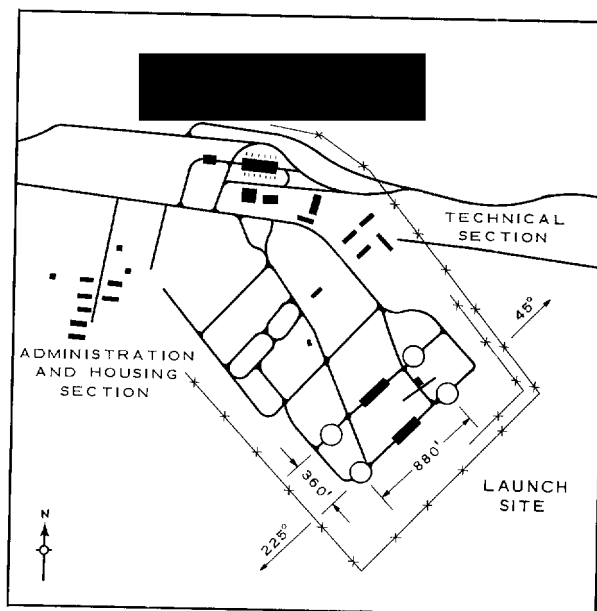 TECHNICAL
SECTION
45°
ADMINISTRATION
AND HOUSING
SECTION
880'
360'
LAUNCH
SITE
225°
N